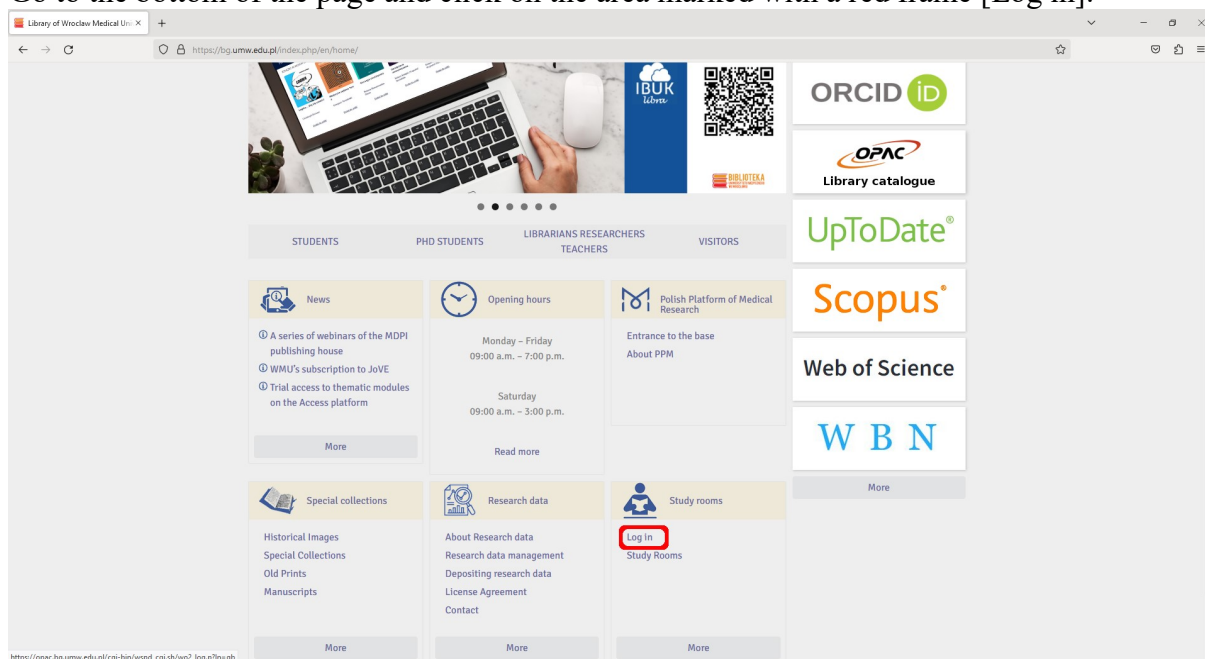 Go to the bottom of the page and click on the area marked with a red frame [Log in].
Library of Wroclaw Medical Uni
https://bg.umw.edu.pl/index.php/en/home/
IBUK
libra
BIBLIOTEKA
ORCID iD
OPAC
Library catalogue
UpToDate®
Scopus®
Web of Science
W B N
More
STUDENTS
PHD STUDENTS
LIBRARIANS RESEARCHERS
TEACHERS
VISITORS
News
A series of webinars of the MDPI
publishing house
WMU's subscription to JoVE
Trial access to thematic modules
on the Access platform
More
Opening hours
Monday – Friday
09:00 a.m. – 7:00 p.m.
Saturday
09:00 a.m. – 3:00 p.m.
Read more
Polish Platform of Medical
Research
Entrance to the base
About PPM
Special collections
Historical Images
Special Collections
Old Prints
Manuscripts
More
Research data
About Research data
Research data management
Depositing research data
License Agreement
Contact
More
Study rooms
Log in
Study Rooms
More